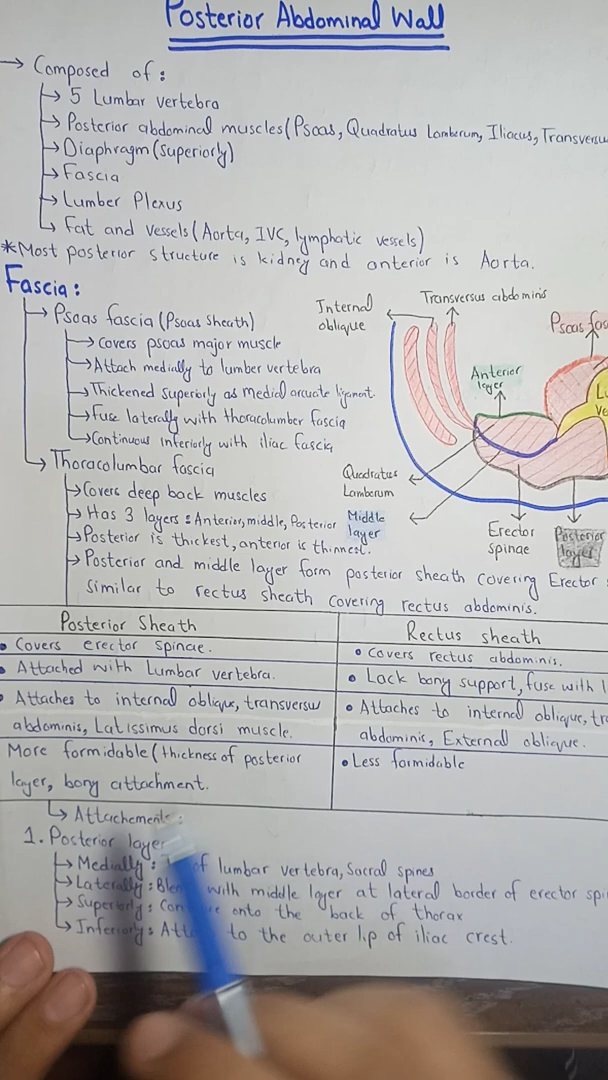 Posterior Abdominal Wall
→ Composed of :
→ 5 Lumbar vertebra
→ Posterior abdominal muscles (Psoas, Quadratus Lomborum, Iliacus, Transversu
→ Diaphragm (superiorly)
→ Fascia
→ Lumber Plexus
→ Fat and vessels (Aorta, IVC, lymphatic vessels)
*Most posterior structure is kidney and anterior is Aorta.
Fascia :
→ Psoas fascia (Psoas Sheath)
→ covers psoas major muscle
→ Attach medially to lumber vertebra
→ Thickened superiorly as medial arcuate ligament.
→ Fuse laterally with thoracolumber fascia
→ Continuous inferiorly with iliac fascia
→ Thoracolumbar fascia
→ Covers deep back muscles
→ Has 3 layers : Anterior, middle, Posterior
→ Posterior is thickest, anterior is thinnest.
→ Posterior and middle layer form posterior sheath covering Erector
similar to rectus sheath covering rectus abdominis.
Internal
oblique
Transversus abdominis
Psoas fas
Anterior
layer
Lu
Ve
Quadratus
Lomborum
Middle
layer
Erector
spinae
Posterior
layer
Posterior Sheath
Rectus sheath
• Covers erector spinae.
• Covers rectus abdominis.
• Attached with Lumbar vertebra.
• Lack bony support, fuse with l
• Attaches to internal oblique, transversu
abdominis, Latissimus dorsi muscle.
• Attaches to internal oblique, tra
abdominis, External oblique.
More formidable (thickness of posterior
layer, bony attachment.
• Less formidable
→ Attachements :
1. Posterior layer
→ Medially : of lumbar vertebra, Sacral spines
→ Laterally : Blen with middle layer at lateral border of erector spi
→ Superiorly : Con onto the back of thorax
→ Inferiorly : Att to the outer lip of iliac crest.